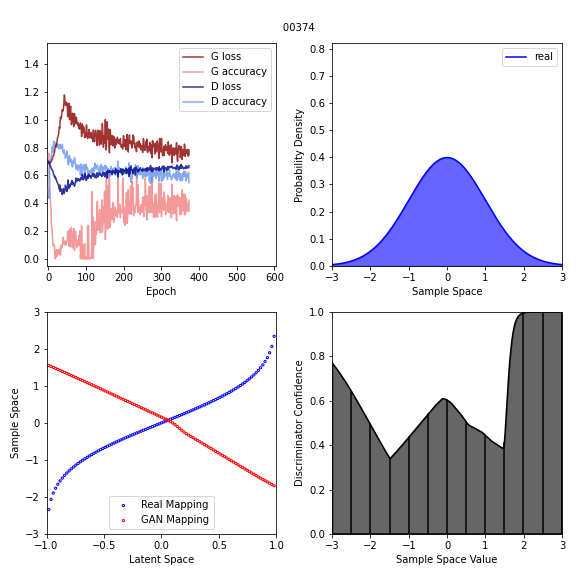 00374
G loss
G accuracy
D loss
D accuracy
1.4
1.2
1.0
0.8
0.6
0.4
0.2
0.0
0 100 200 300 400 500 600
Epoch
real
Probability Density
0.8
0.7
0.6
0.5
0.4
0.3
0.2
0.1
0.0
−3 −2 −1 0 1 2 3
Sample Space
Sample Space
3
2
1
0
−1
−2
−3
Real Mapping
GAN Mapping
−1.0 −0.5 0.0 0.5 1.0
Latent Space
Discriminator Confidence
1.0
0.8
0.6
0.4
0.2
0.0
−3 −2 −1 0 1 2 3
Sample Space Value